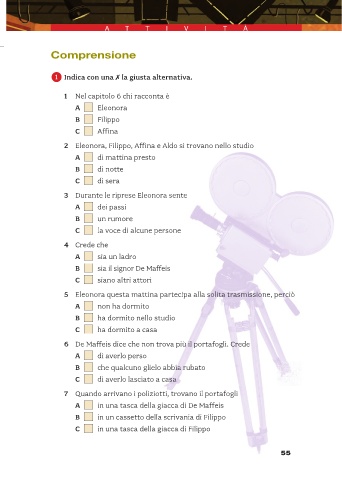 ATTIVITÀ
Comprensione
1 Indica con una ✗ la giusta alternativa.
1 Nel capitolo 6 chi racconta è
A Eleonora
B Filippo
C Affina
2 Eleonora, Filippo, Affina e Aldo si trovano nello studio
A di mattina presto
B di notte
C di sera
3 Durante le riprese Eleonora sente
A dei passi
B un rumore
C la voce di alcune persone
4 Crede che
A sia un ladro
B sia il signor De Maffeis
C siano altri attori
5 Eleonora questa mattina partecipa alla solita trasmissione, perciò
A non ha dormito
B ha dormito nello studio
C ha dormito a casa
6 De Maffeis dice che non trova più il portafogli. Crede
A di averlo perso
B che qualcuno glielo abbia rubato
C di averlo lasciato a casa
7 Quando arrivano i poliziotti, trovano il portafogli
A in una tasca della giacca di De Maffeis
B in un cassetto della scrivania di Filippo
C in una tasca della giacca di Filippo
55